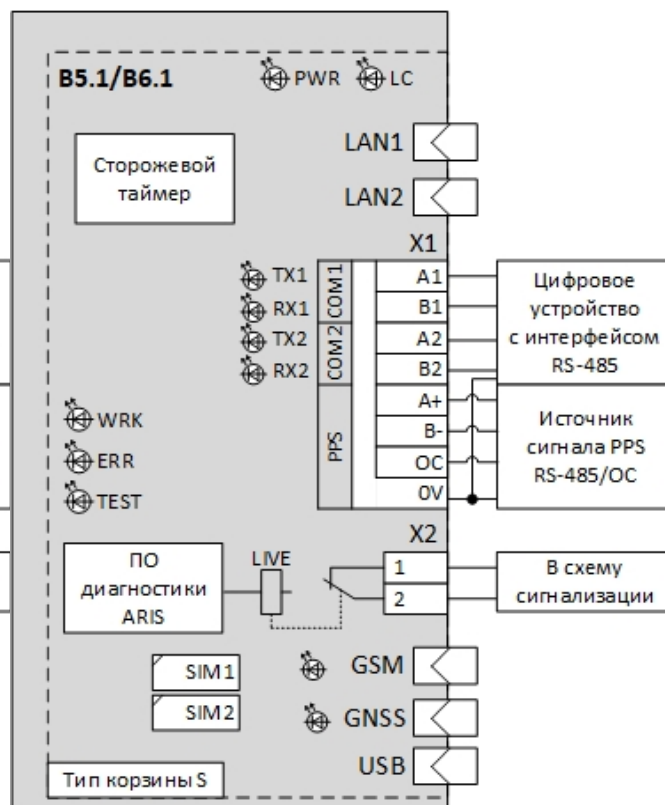 B5.1/B6.1
PWR
LC
Сторожевой
таймер
LAN1
LAN2
X1
TX1
RX1
TX2
RX2
COM1
COM2
PPS
A1
B1
A2
B2
A+
B-
OC
0V
Цифровое
устройство
с интерфейсом
RS-485
Источник
сигнала PPS
RS-485/OC
WRK
ERR
TEST
X2
ПО
диагностики
ARIS
LIVE
1
2
В схему
сигнализации
SIM1
SIM2
GSM
GNSS
USB
Тип корзины S